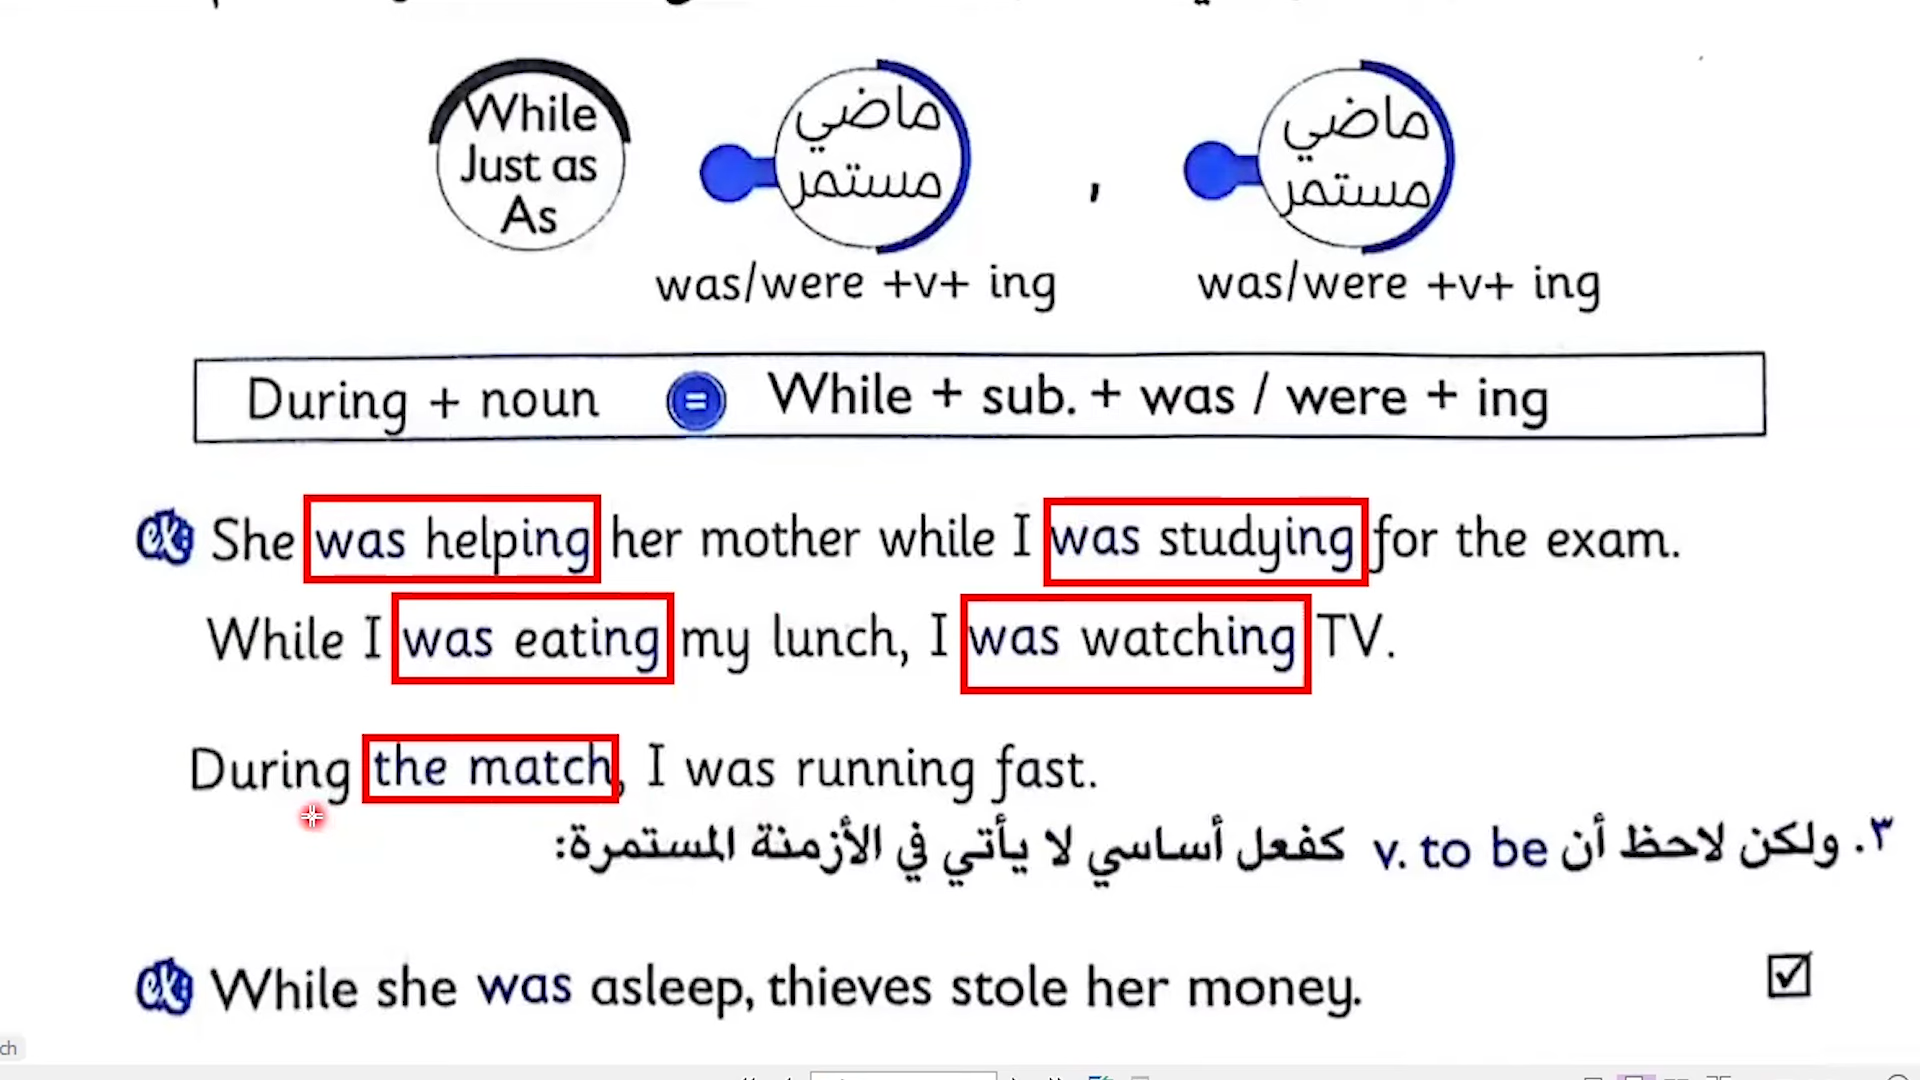 While
Just as
As
ماضي
مستمر
,
ماضي
مستمر
was/were +v+ ing
was/were +v+ ing
During + noun = While + sub. + was / were + ing
ex: She was helping her mother while I was studying for the exam.
While I was eating my lunch, I was watching TV.
During the match, I was running fast.
٣. ولكن لاحظ أن v. to be كفعل أساسي لا يأتي في الأزمنة المستمرة:
ex: While she was asleep, thieves stole her money.
ch